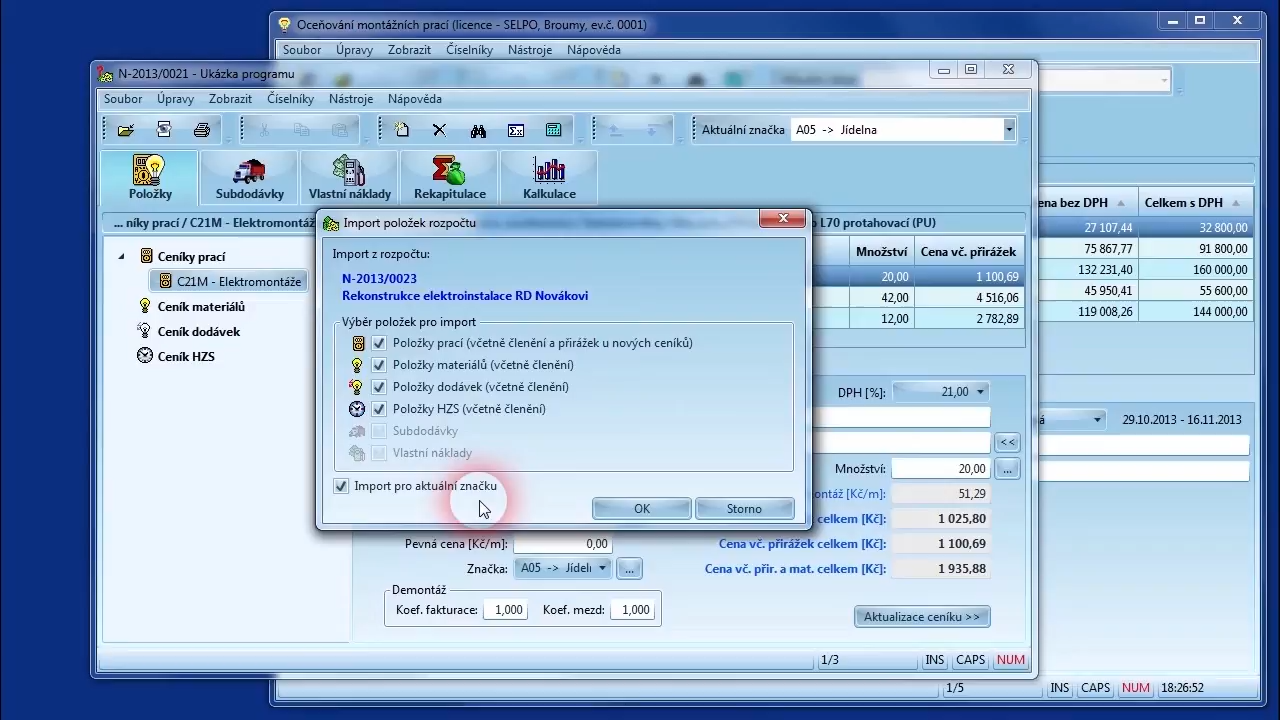 Oceňování montážních prací (licence - SELPO, Broumy, ev.č. 0001)
Soubor Úpravy Zobrazit Číselníky Nástroje Nápověda
N-2013/0021 - Ukázka programu
Soubor Úpravy Zobrazit Číselníky Nástroje Nápověda
Aktuální značka A05 -> Jídelna
Položky Subdodávky Vlastní náklady Rekapitulace Kalkulace
... níky prací / C21M - Elektromontáž
L70 protahovací (PU)
Ceníky prací
C21M - Elektromontáže
Ceník materiálů
Ceník dodávek
Ceník HZS
Import položek rozpočtu
Import z rozpočtu:
N-2013/0023
Rekonstrukce elektroinstalace RD Novákovi
Výběr položek pro import
Položky prací (včetně členění a přirážek u nových ceníků)
Položky materiálů (včetně členění)
Položky dodávek (včetně členění)
Položky HZS (včetně členění)
Subdodávky
Vlastní náklady
Import pro aktuální značku
OK Storno
Množství Cena vč. přirážek
20,00 1 100,69
42,00 4 516,06
12,00 2 782,89
ena bez DPH Celkem s DPH
27 107,44 32 800,00
75 867,77 91 800,00
132 231,40 160 000,00
45 950,41 55 600,00
119 008,26 144 000,00
DPH [%]: 21,00
á 29.10.2013 - 16.11.2013
<<
Množství: 20,00 ...
ontáž [Kč/m]: 51,29
celkem [Kč]: 1 025,80
Pevná cena [Kč/m]: 0,00 Cena vč. přirážek celkem [Kč]: 1 100,69
Značka: A05 -> Jídeln ... Cena vč. přir. a mat. celkem [Kč]: 1 935,88
Demontáž
Koef. fakturace: 1,000 Koef. mezd: 1,000
Aktualizace ceníku >>
1/3 INS CAPS NUM
1/5 INS CAPS NUM 18:26:52